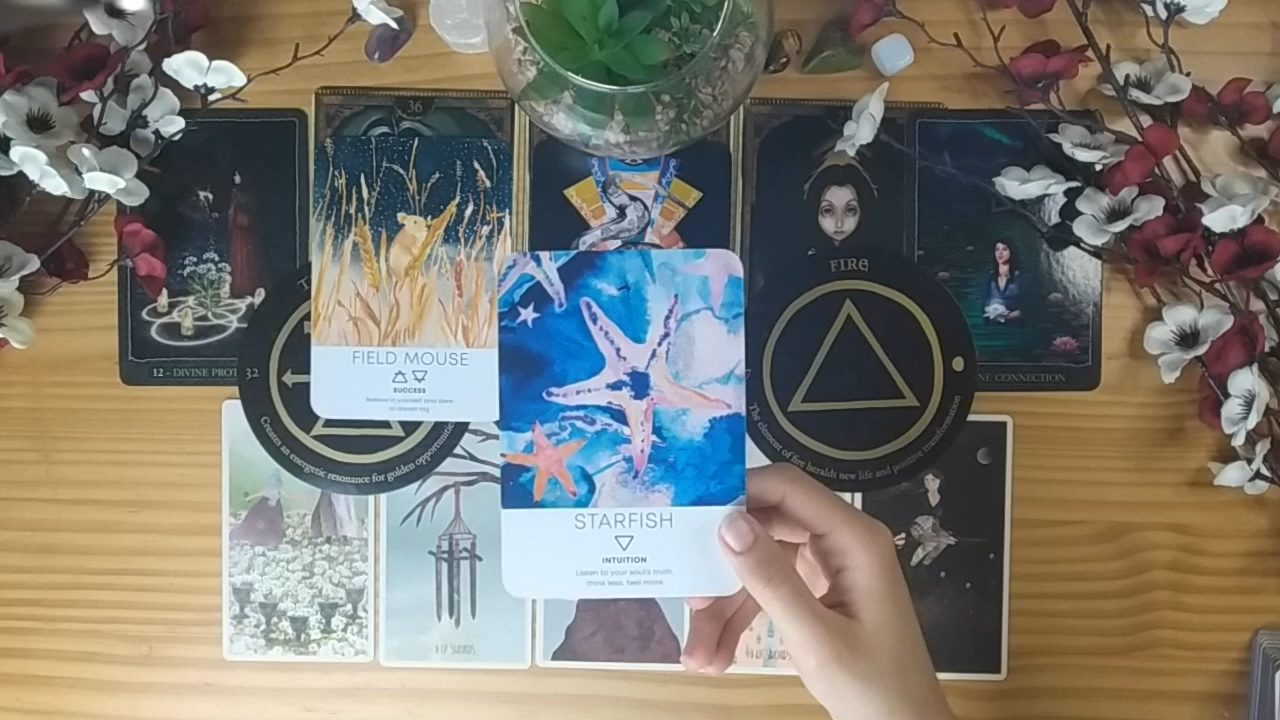 36
12 - DIVINE PROT
FIELD MOUSE
SUCCESS
Believe in yourself and dare
to dream big
32
Creates an energetic resonance for golden opportunities
STARFISH
INTUITION
Listen to your soul's truth,
think less, feel more
FIRE
The element of fire heralds new life and positive transformation
NE CONNECTION
OF SWORDS
OF SWORDS